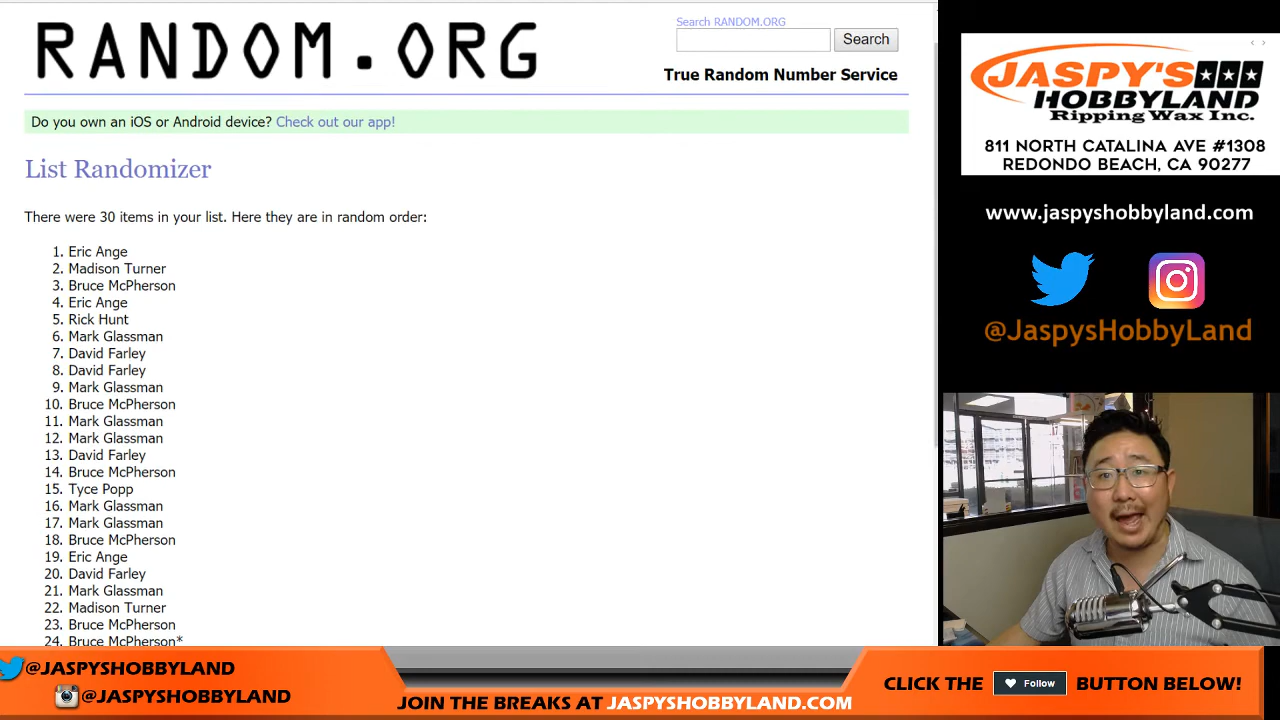 RANDOM.ORG
Search RANDOM.ORG
Search
True Random Number Service
Do you own an iOS or Android device? Check out our app!
List Randomizer
There were 30 items in your list. Here they are in random order:
1. Eric Ange
2. Madison Turner
3. Bruce McPherson
4. Eric Ange
5. Rick Hunt
6. Mark Glassman
7. David Farley
8. David Farley
9. Mark Glassman
10. Bruce McPherson
11. Mark Glassman
12. Mark Glassman
13. David Farley
14. Bruce McPherson
15. Tyce Popp
16. Mark Glassman
17. Mark Glassman
18. Bruce McPherson
19. Eric Ange
20. David Farley
21. Mark Glassman
22. Madison Turner
23. Bruce McPherson
24. Bruce McPherson*
JASPY'S
HOBBYLAND
Ripping Wax Inc.
811 NORTH CATALINA AVE #1308
REDONDO BEACH, CA 90277
www.jaspyshobbyland.com
@JaspysHobbyLand
@JASPYSHOBBYLAND
@JASPYSHOBBYLAND
JOIN THE BREAKS AT JASPYSHOBBYLAND.COM
CLICK THE Follow BUTTON BELOW!